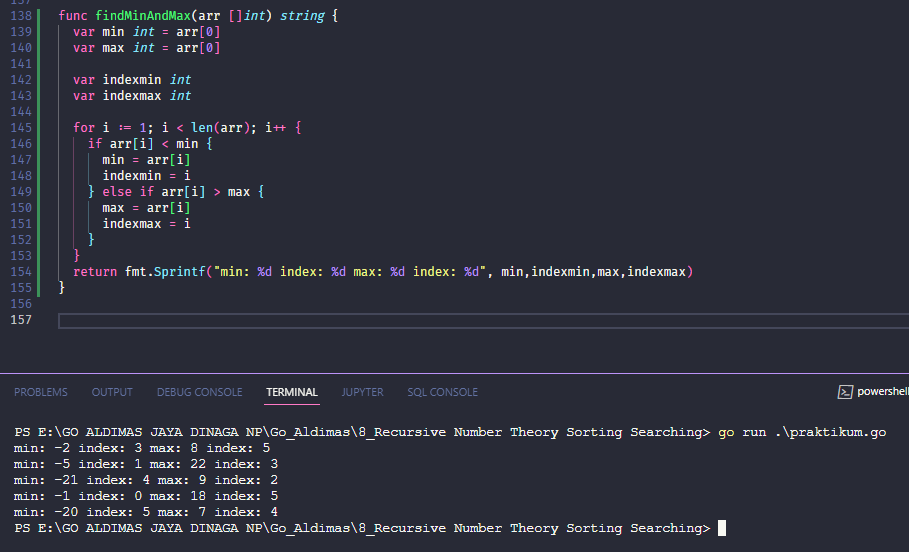 137
138 func findMinAndMax(arr []int) string {
139 var min int = arr[0]
140 var max int = arr[0]
141
142 var indexmin int
143 var indexmax int
144
145 for i := 1; i < len(arr); i++ {
146 if arr[i] < min {
147 min = arr[i]
148 indexmin = i
149 } else if arr[i] > max {
150 max = arr[i]
151 indexmax = i
152 }
153 }
154 return fmt.Sprintf("min: %d index: %d max: %d index: %d", min,indexmin,max,indexmax)
155 }
156
157
PROBLEMS OUTPUT DEBUG CONSOLE TERMINAL JUPYTER SQL CONSOLE powershell
PS E:\GO ALDIMAS JAYA DINAGA NP\Go_Aldimas\8_Recursive Number Theory Sorting Searching> go run .\praktikum.go
min: -2 index: 3 max: 8 index: 5
min: -5 index: 1 max: 22 index: 3
min: -21 index: 4 max: 9 index: 2
min: -1 index: 0 max: 18 index: 5
min: -20 index: 5 max: 7 index: 4
PS E:\GO ALDIMAS JAYA DINAGA NP\Go_Aldimas\8_Recursive Number Theory Sorting Searching>